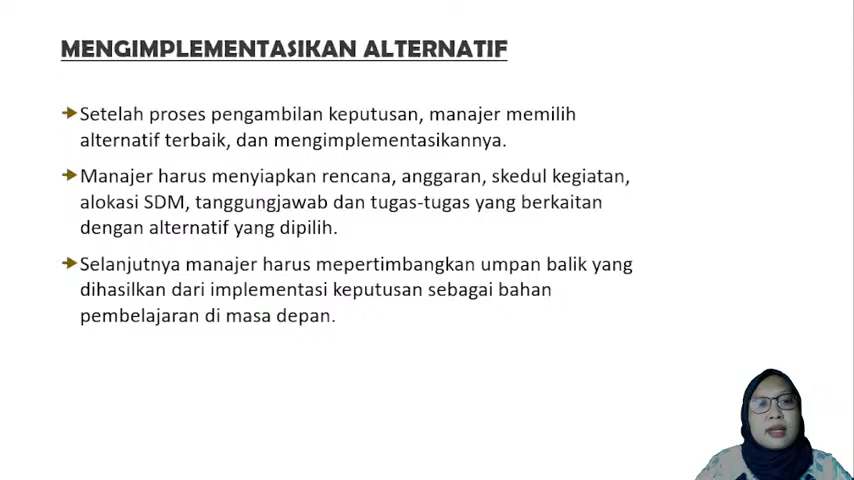 MENGIMPLEMENTASIKAN ALTERNATIF
Setelah proses pengambilan keputusan, manajer memilih
alternatif terbaik, dan mengimplementasikannya.
Manajer harus menyiapkan rencana, anggaran, skedul kegiatan,
alokasi SDM, tanggungjawab dan tugas-tugas yang berkaitan
dengan alternatif yang dipilih.
Selanjutnya manajer harus mepertimbangkan umpan balik yang
dihasilkan dari implementasi keputusan sebagai bahan
pembelajaran di masa depan.